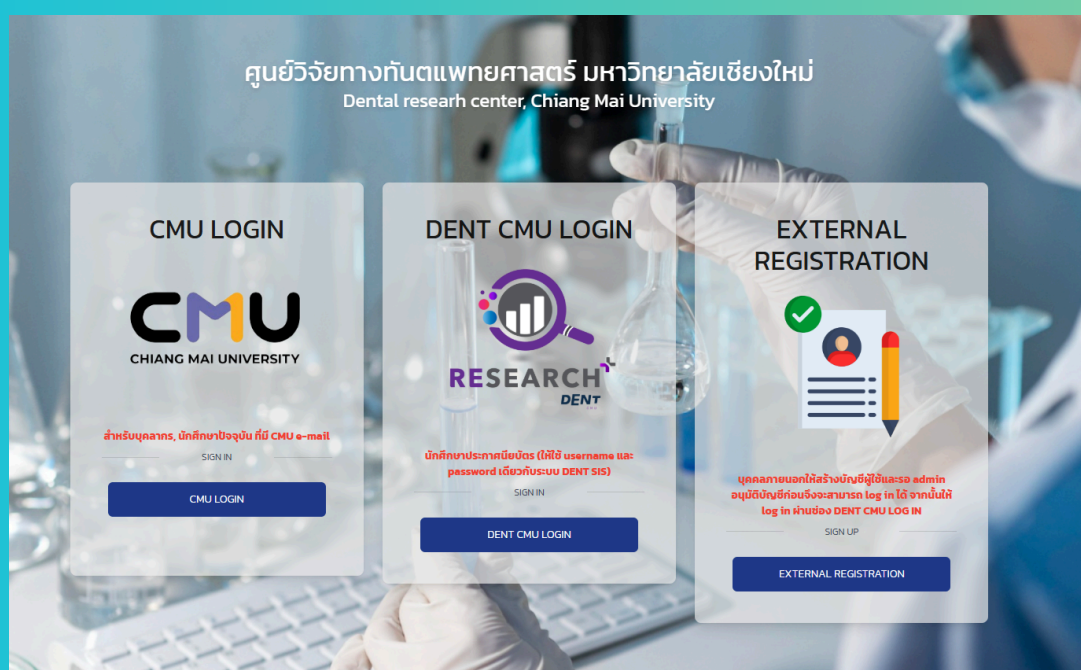 ศูนย์วิจัยทางทันตแพทยศาสตร์ มหาวิทยาลัยเชียงใหม่
Dental researh center, Chiang Mai University
CMU LOGIN
CMU
CHIANG MAI UNIVERSITY
สำหรับบุคลากร, นักศึกษาปัจจุบัน ที่มี CMU e-mail
SIGN IN
CMU LOGIN
DENT CMU LOGIN
RESEARCH
DENT
นักศึกษาประกาศนียบัตร (ให้ใช้ username และ
password เดียวกับระบบ DENT SIS)
SIGN IN
DENT CMU LOGIN
EXTERNAL
REGISTRATION
บุคคลภายนอกให้สร้างบัญชีผู้ใช้และรอ admin
อนุมัติบัญชีก่อนจึงจะสามารถ log in ได้ จากนั้นให้
log in ผ่านช่อง DENT CMU LOG IN
SIGN UP
EXTERNAL REGISTRATION